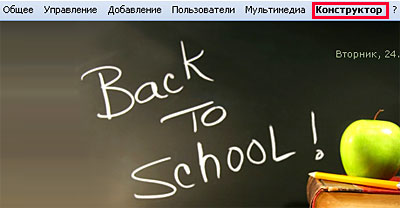 Общее Управление Добавление Пользователи Мультимедиа Конструктор ?
Вторник, 24.
Back
To
School!